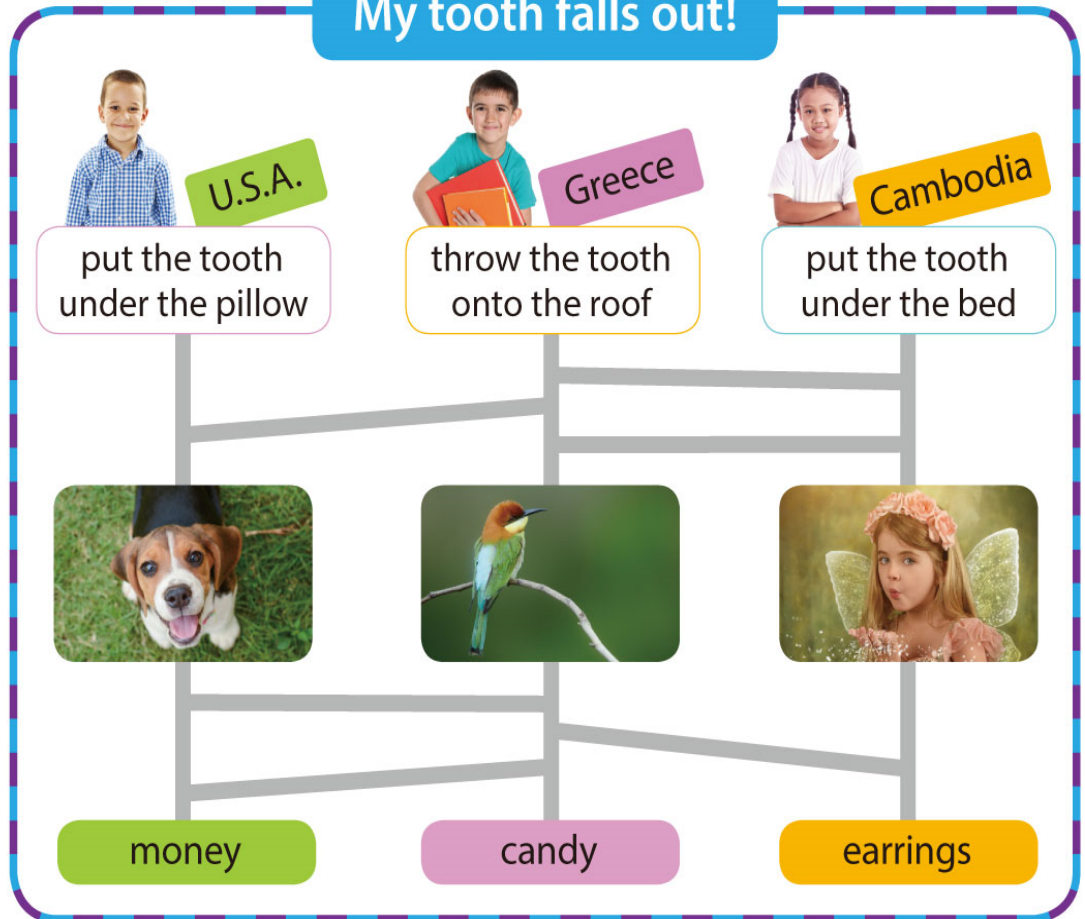 My tooth falls out!
U.S.A.
Greece
Cambodia
put the tooth
under the pillow
throw the tooth
onto the roof
put the tooth
under the bed
money
candy
earrings